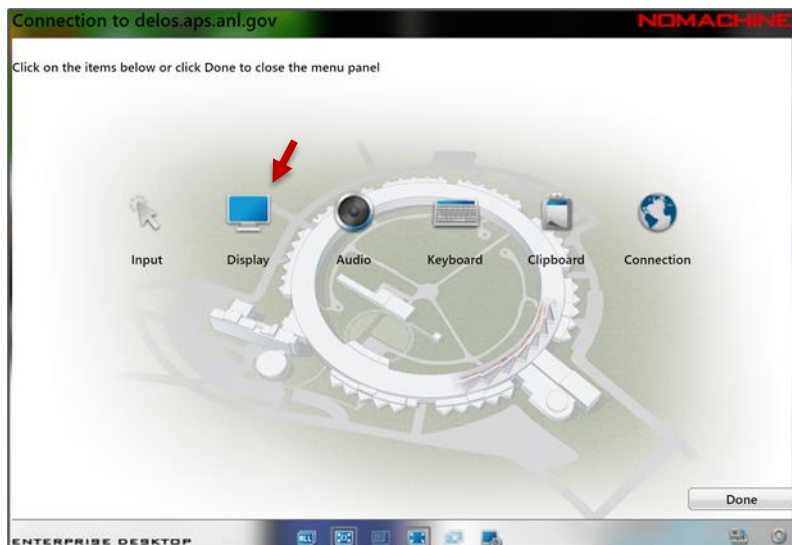 Connection to delos.aps.anl.gov
NOMACHINE
Click on the items below or click Done to close the menu panel
Input
Display
Audio
Keyboard
Clipboard
Connection
Done
ENTERPRISE DESKTOP
ALL